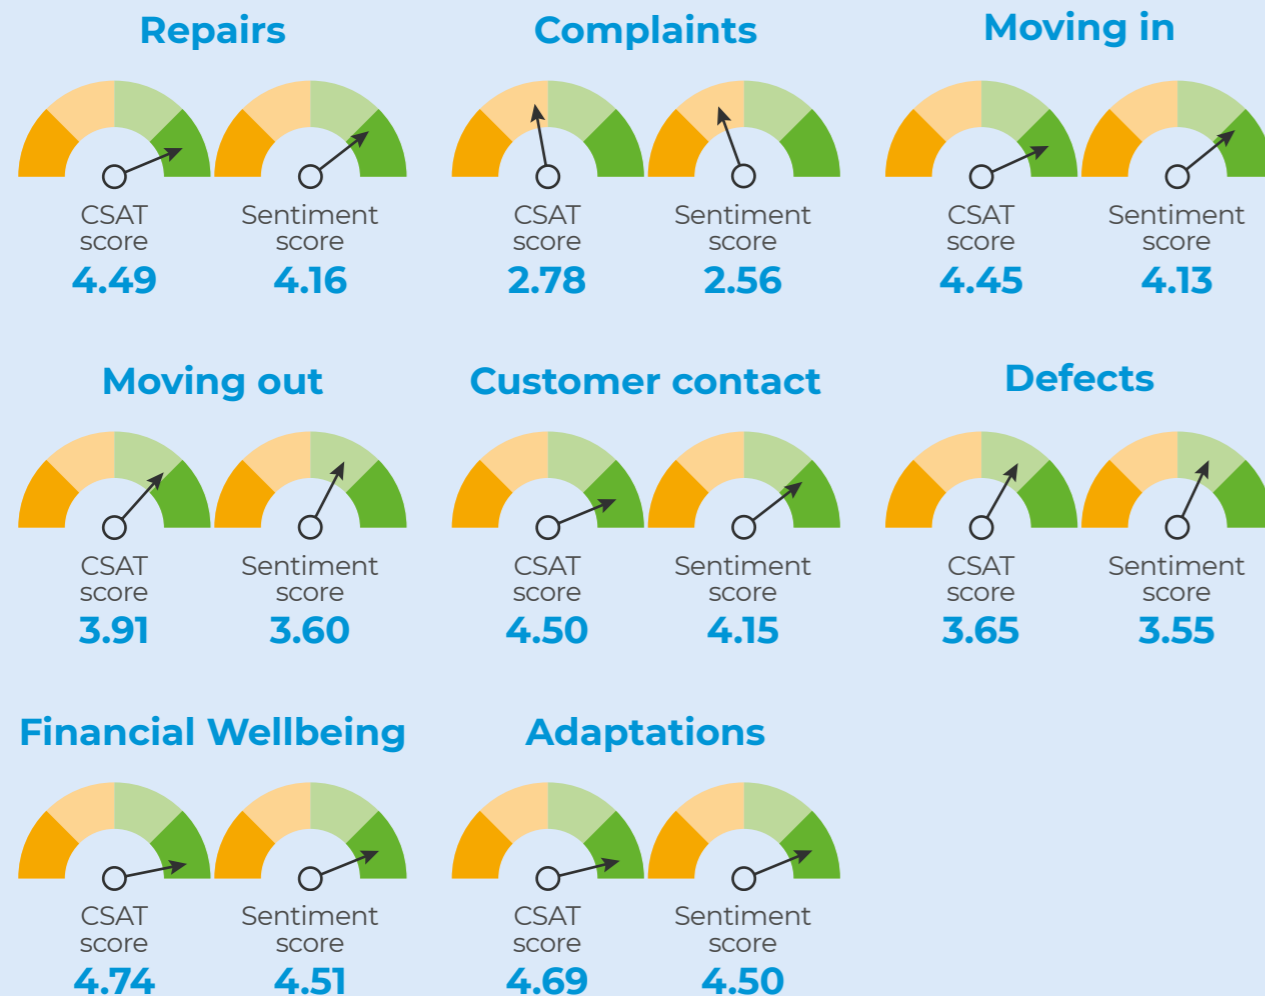 Repairs
CSAT
score
4.49
Sentiment
score
4.16
Complaints
CSAT
score
2.78
Sentiment
score
2.56
Moving in
CSAT
score
4.45
Sentiment
score
4.13
Moving out
CSAT
score
3.91
Sentiment
score
3.60
Customer contact
CSAT
score
4.50
Sentiment
score
4.15
Defects
CSAT
score
3.65
Sentiment
score
3.55
Financial Wellbeing
CSAT
score
4.74
Sentiment
score
4.51
Adaptations
CSAT
score
4.69
Sentiment
score
4.50